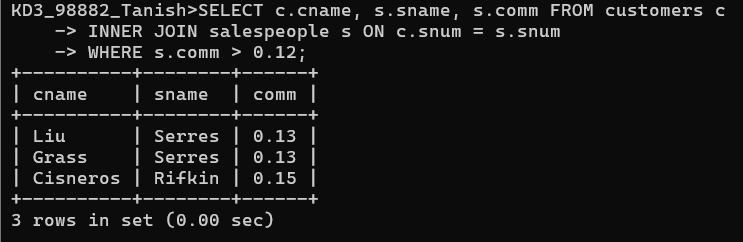 KD3_98882_Tanish>SELECT c.cname, s.sname, s.comm FROM customers c
    -> INNER JOIN salespeople s ON c.snum = s.snum
    -> WHERE s.comm > 0.12;
+----------+--------+------+
| cname    | sname  | comm |
+----------+--------+------+
| Liu      | Serres | 0.13 |
| Grass    | Serres | 0.13 |
| Cisneros | Rifkin | 0.15 |
+----------+--------+------+
3 rows in set (0.00 sec)